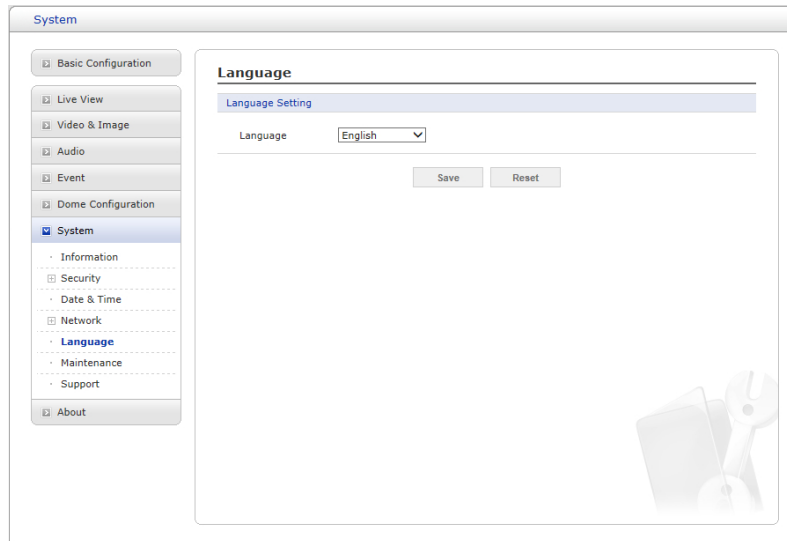 System
Basic Configuration
Live View
Video & Image
Audio
Event
Dome Configuration
System
Information
Security
Date & Time
Network
Language
Maintenance
Support
About
Language
Language Setting
Language English
Save Reset